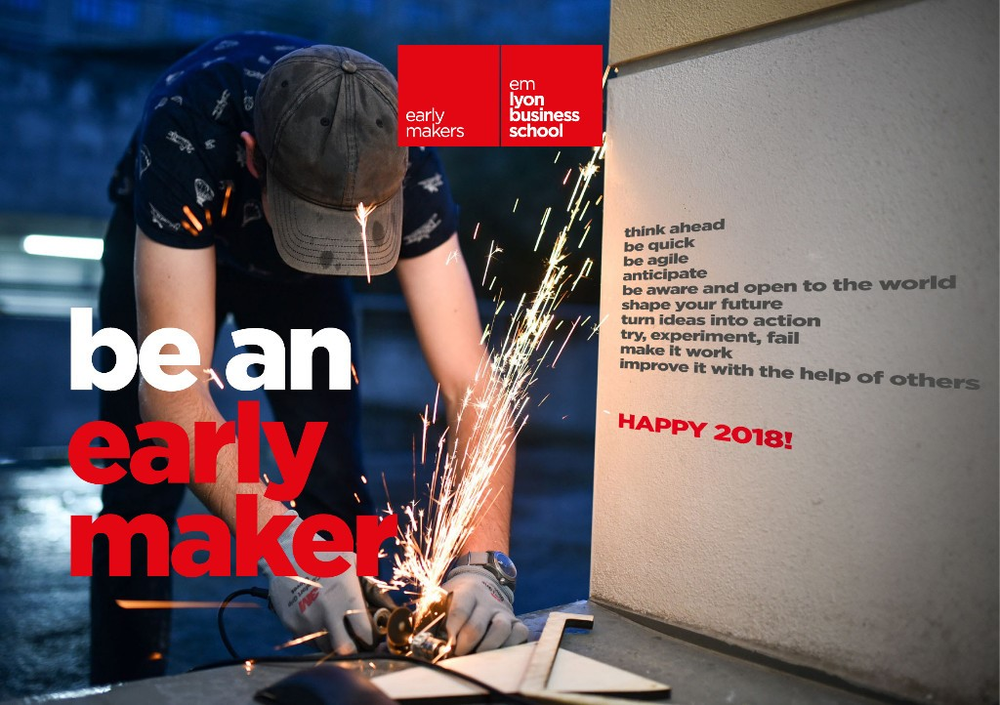 early
makers
em
lyon
business
school
think ahead
be quick
be agile
anticipate
be aware and open to the world
shape your future
turn ideas into action
try, experiment, fail
make it work
improve it with the help of others
HAPPY 2018!
be an
early
maker
3M